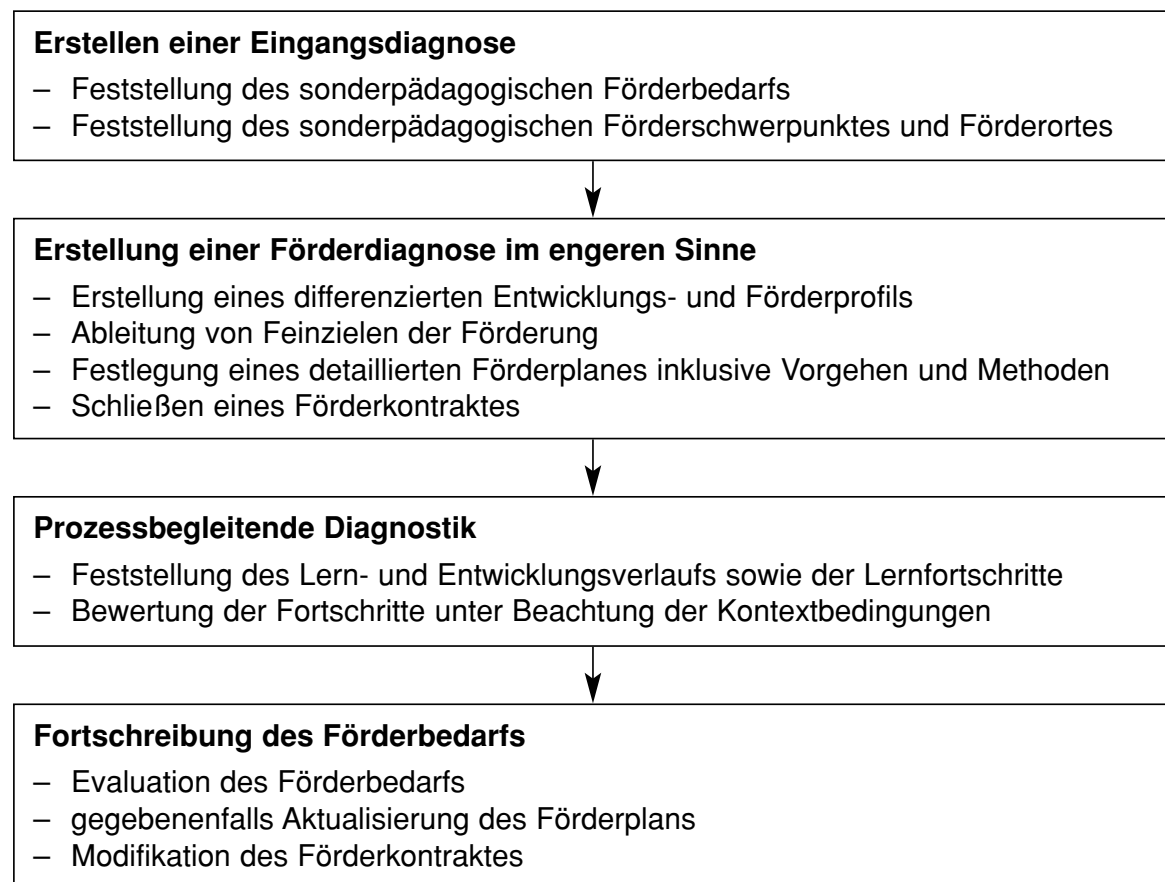 Erstellen einer Eingangsdiagnose
– Feststellung des sonderpädagogischen Förderbedarfs
– Feststellung des sonderpädagogischen Förderschwerpunktes und Förderortes
Erstellung einer Förderdiagnose im engeren Sinne
– Erstellung eines differenzierten Entwicklungs- und Förderprofils
– Ableitung von Feinzielen der Förderung
– Festlegung eines detaillierten Förderplanes inklusive Vorgehen und Methoden
– Schließen eines Förderkontraktes
Prozessbegleitende Diagnostik
– Feststellung des Lern- und Entwicklungsverlaufs sowie der Lernfortschritte
– Bewertung der Fortschritte unter Beachtung der Kontextbedingungen
Fortschreibung des Förderbedarfs
– Evaluation des Förderbedarfs
– gegebenenfalls Aktualisierung des Förderplans
– Modifikation des Förderkontraktes